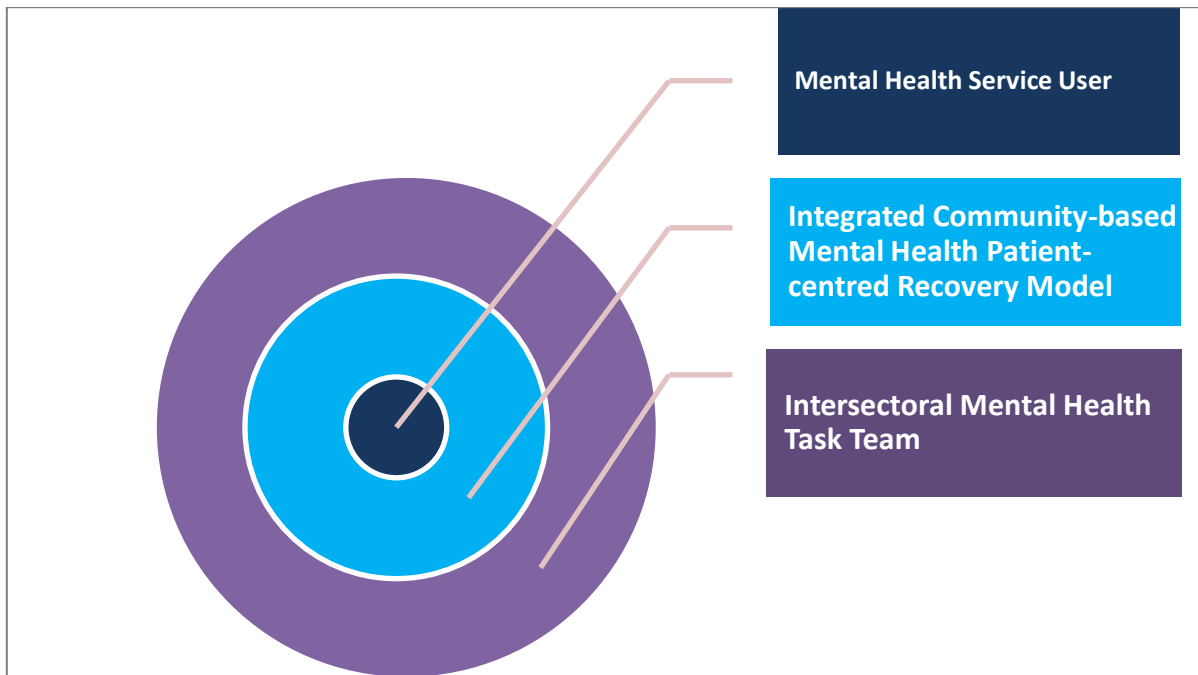 Mental Health Service User
Integrated Community-based
Mental Health Patient-
centred Recovery Model
Intersectoral Mental Health
Task Team